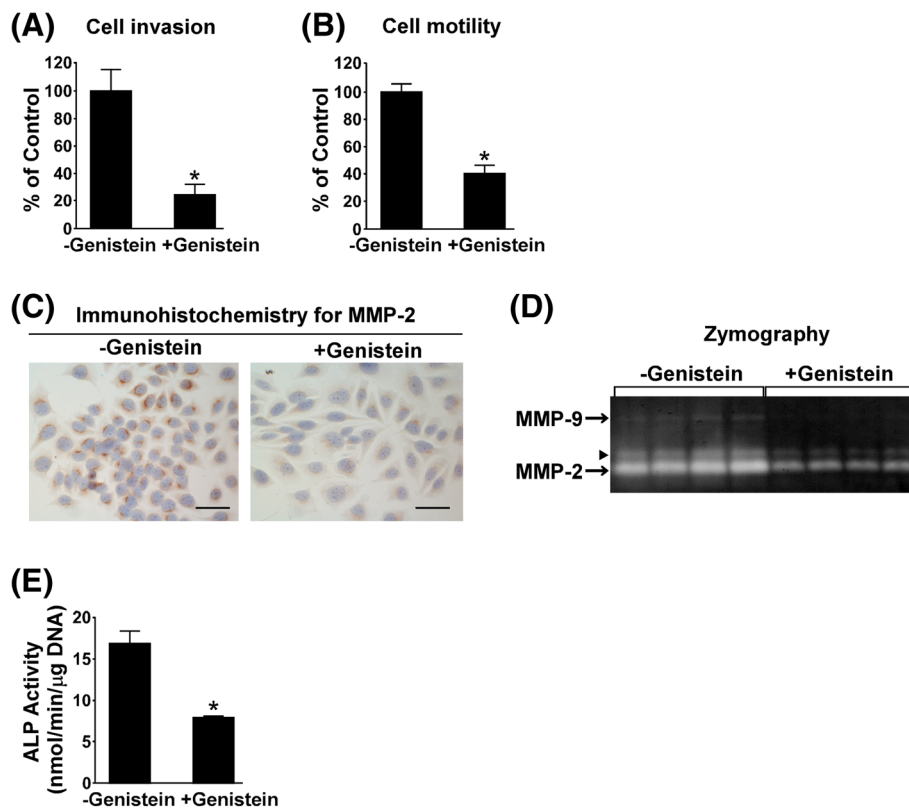 (A) Cell invasion
% of Control
120
100
80
60
40
20
0
*
-Genistein +Genistein
(B) Cell motility
% of Control
120
100
80
60
40
20
0
*
-Genistein +Genistein
(C) Immunohistochemistry for MMP-2
-Genistein +Genistein
(D) Zymography
-Genistein +Genistein
MMP-9
MMP-2
(E)
ALP Activity
(nmol/min/µg DNA)
20
15
10
5
0
*
-Genistein +Genistein